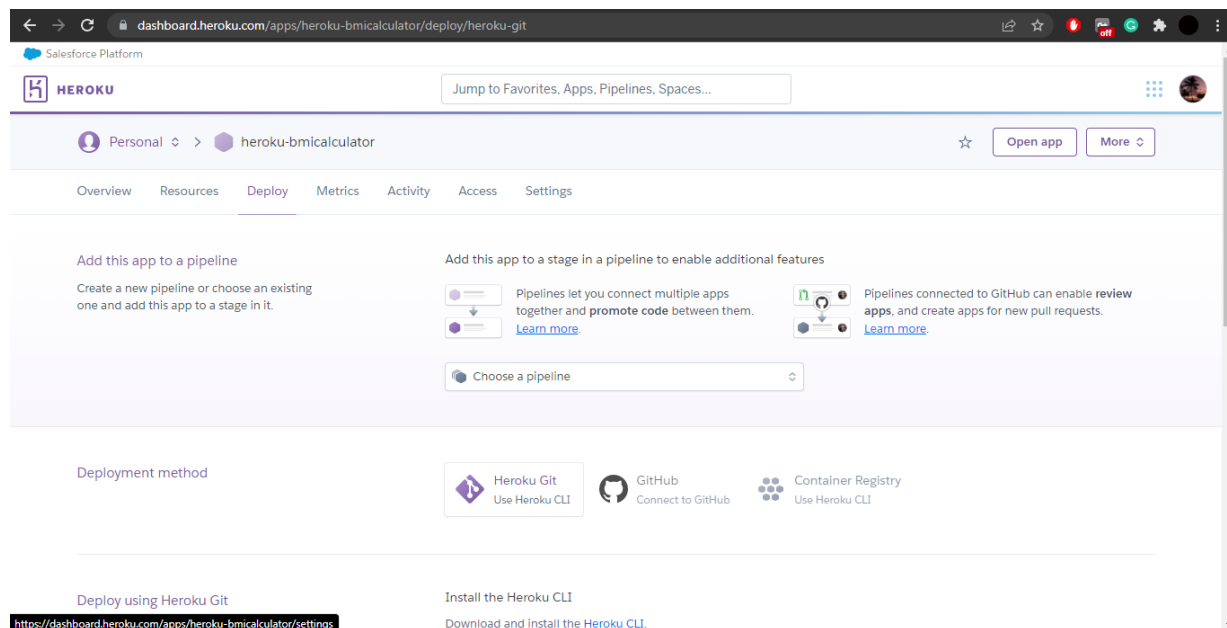 dashboard.heroku.com/apps/heroku-bmicalculator/deploy/heroku-git
off
Salesforce Platform
HEROKU
Jump to Favorites, Apps, Pipelines, Spaces...
Personal > heroku-bmicalculator
Open app
More
Overview Resources Deploy Metrics Activity Access Settings
Add this app to a pipeline
Create a new pipeline or choose an existing
one and add this app to a stage in it.
Add this app to a stage in a pipeline to enable additional features
Pipelines let you connect multiple apps
together and promote code between them.
Learn more.
Pipelines connected to GitHub can enable review
apps, and create apps for new pull requests.
Learn more.
Choose a pipeline
Deployment method
Heroku Git
Use Heroku CLI
GitHub
Connect to GitHub
Container Registry
Use Heroku CLI
Deploy using Heroku Git
Install the Heroku CLI
Download and install the Heroku CLI.
https://dashboard.heroku.com/apps/heroku-bmicalculator/settings